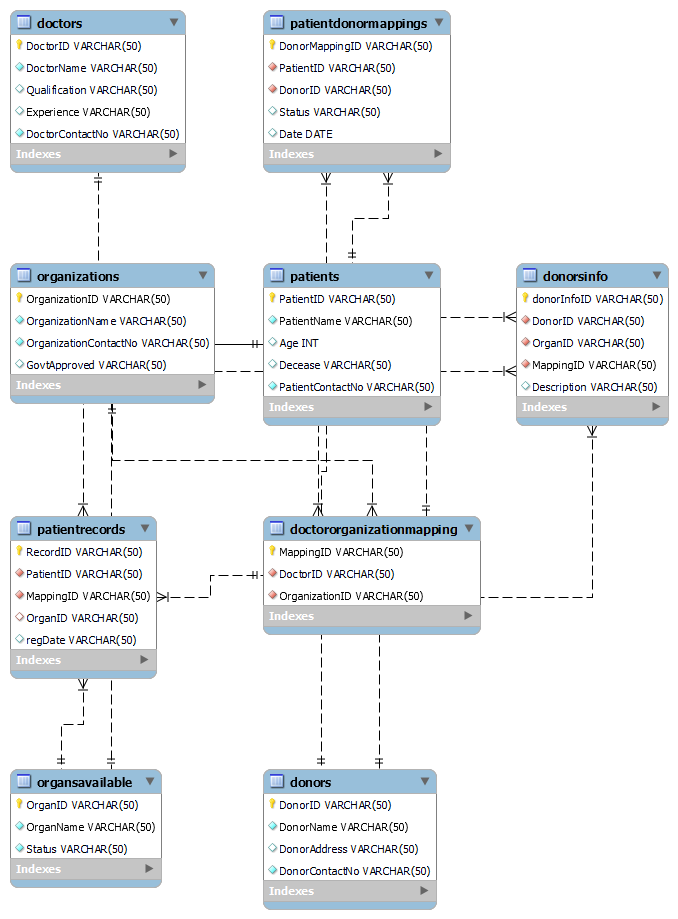 doctors
DoctorID VARCHAR(50)
DoctorName VARCHAR(50)
Qualification VARCHAR(50)
Experience VARCHAR(50)
DoctorContactNo VARCHAR(50)
Indexes
patientdonormappings
DonorMappingID VARCHAR(50)
PatientID VARCHAR(50)
DonorID VARCHAR(50)
Status VARCHAR(50)
Date DATE
Indexes
organizations
OrganizationID VARCHAR(50)
OrganizationName VARCHAR(50)
OrganizationContactNo VARCHAR(50)
GovtApproved VARCHAR(50)
Indexes
patients
PatientID VARCHAR(50)
PatientName VARCHAR(50)
Age INT
Decease VARCHAR(50)
PatientContactNo VARCHAR(50)
Indexes
donorsinfo
donorInfoID VARCHAR(50)
DonorID VARCHAR(50)
OrganID VARCHAR(50)
MappingID VARCHAR(50)
Description VARCHAR(50)
Indexes
patientrecords
RecordID VARCHAR(50)
PatientID VARCHAR(50)
MappingID VARCHAR(50)
OrganID VARCHAR(50)
regDate VARCHAR(50)
Indexes
doctororganizationmapping
MappingID VARCHAR(50)
DoctorID VARCHAR(50)
OrganizationID VARCHAR(50)
Indexes
organsavailable
OrganID VARCHAR(50)
OrganName VARCHAR(50)
Status VARCHAR(50)
Indexes
donors
DonorID VARCHAR(50)
DonorName VARCHAR(50)
DonorAddress VARCHAR(50)
DonorContactNo VARCHAR(50)
Indexes